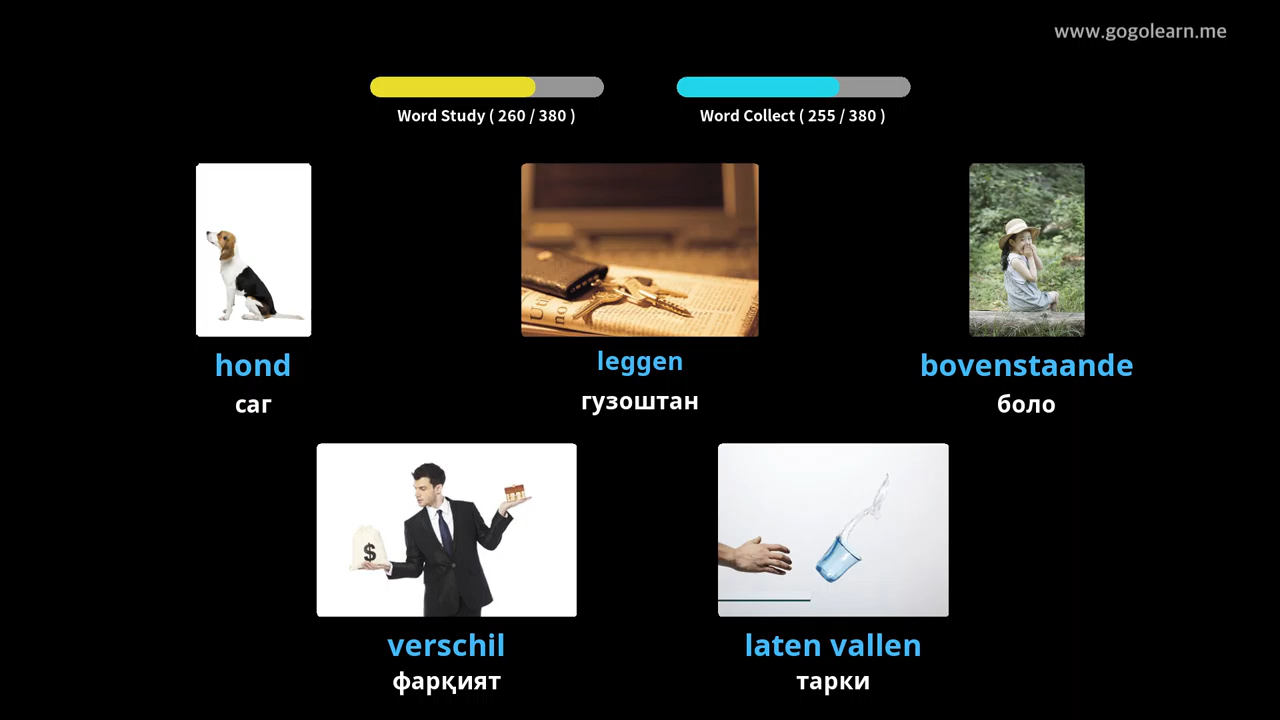 www.gogolearn.me
Word Study ( 260 / 380 )
Word Collect ( 255 / 380 )
hond
саг
leggen
гузоштан
bovenstaande
боло
$
verschil
фарқият
laten vallen
тарки